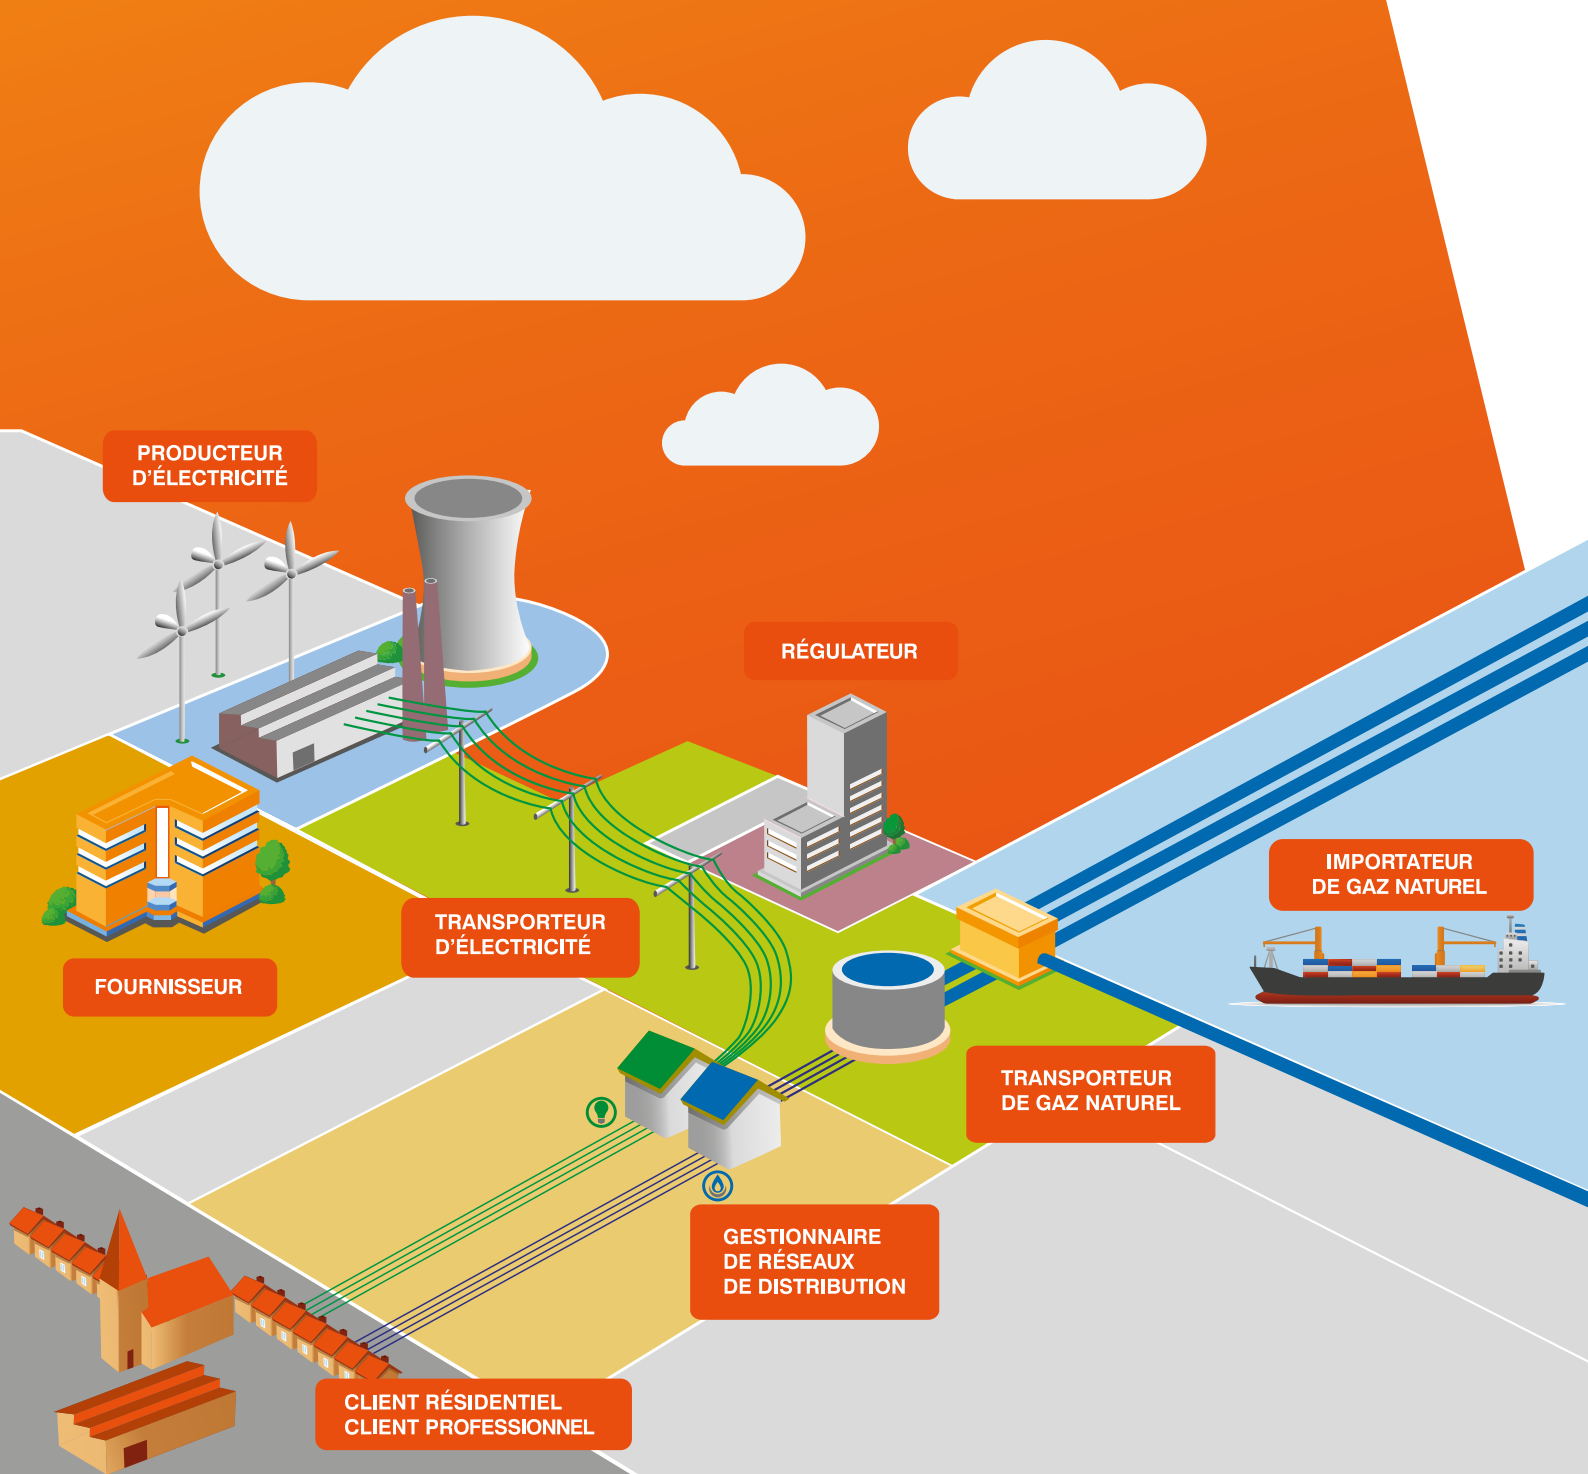 PRODUCTEUR
D'ÉLECTRICITÉ
RÉGULATEUR
IMPORTATEUR
DE GAZ NATUREL
TRANSPORTEUR
D'ÉLECTRICITÉ
FOURNISSEUR
TRANSPORTEUR
DE GAZ NATUREL
GESTIONNAIRE
DE RÉSEAUX
DE DISTRIBUTION
CLIENT RÉSIDENTIEL
CLIENT PROFESSIONNEL